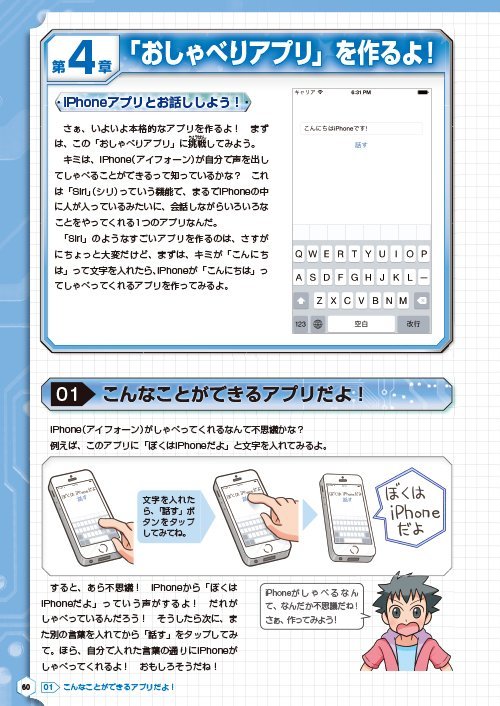 第4章
「おしゃべりアプリ」を作るよ！
iPhoneアプリとお話ししよう！
さぁ、いよいよ本格的なアプリを作るよ！　まず
は、この「おしゃべりアプリ」に挑戦してみよう。
キミは、iPhone(アイフォーン)が自分で声を出し
てしゃべることができるって知っているかな？　これ
は「Siri」(シリ)っていう機能で、まるでiPhoneの中
に人が入っているみたいに、会話しながらいろいろな
ことをやってくれる1つのアプリなんだ。
「Siri」のようなすごいアプリを作るのは、さすが
にちょっと大変だけど、まずは、キミが「こんにち
は」って文字を入れたら、iPhoneが「こんにちは」っ
てしゃべってくれるアプリを作ってみるよ。
キャリア 6:31 PM
こんにちはiPhoneです!
話す
Q W E R T Y U I O P
A S D F G H J K L ー
Z X C V B N M
123 空白 改行
01 こんなことができるアプリだよ！
iPhone(アイフォーン)がしゃべってくれるなんて不思議かな？
例えば、このアプリに「ぼくはiPhoneだよ」と文字を入れてみるよ。
ぼくは iPhoneだよ
話す
文字を入れた
ら、「話す」ボ
タンをタップ
してみてね。
ぼくは iPhoneだよ
話す
ぼくは
iPhone
だよ
すると、あら不思議！　iPhoneから「ぼくは
iPhoneだよ」っていう声がするよ！　だれが
しゃべっているんだろう！　そうしたら次に、ま
た別の言葉を入れてから「話す」をタップしてみ
て。ほら、自分で入れた言葉の通りにiPhoneが
しゃべってくれるよ！　おもしろそうだね！
iPhoneがしゃべるなん
て、なんだか不思議だね！
さぁ、作ってみよう！
60 01 こんなことができるアプリだよ！